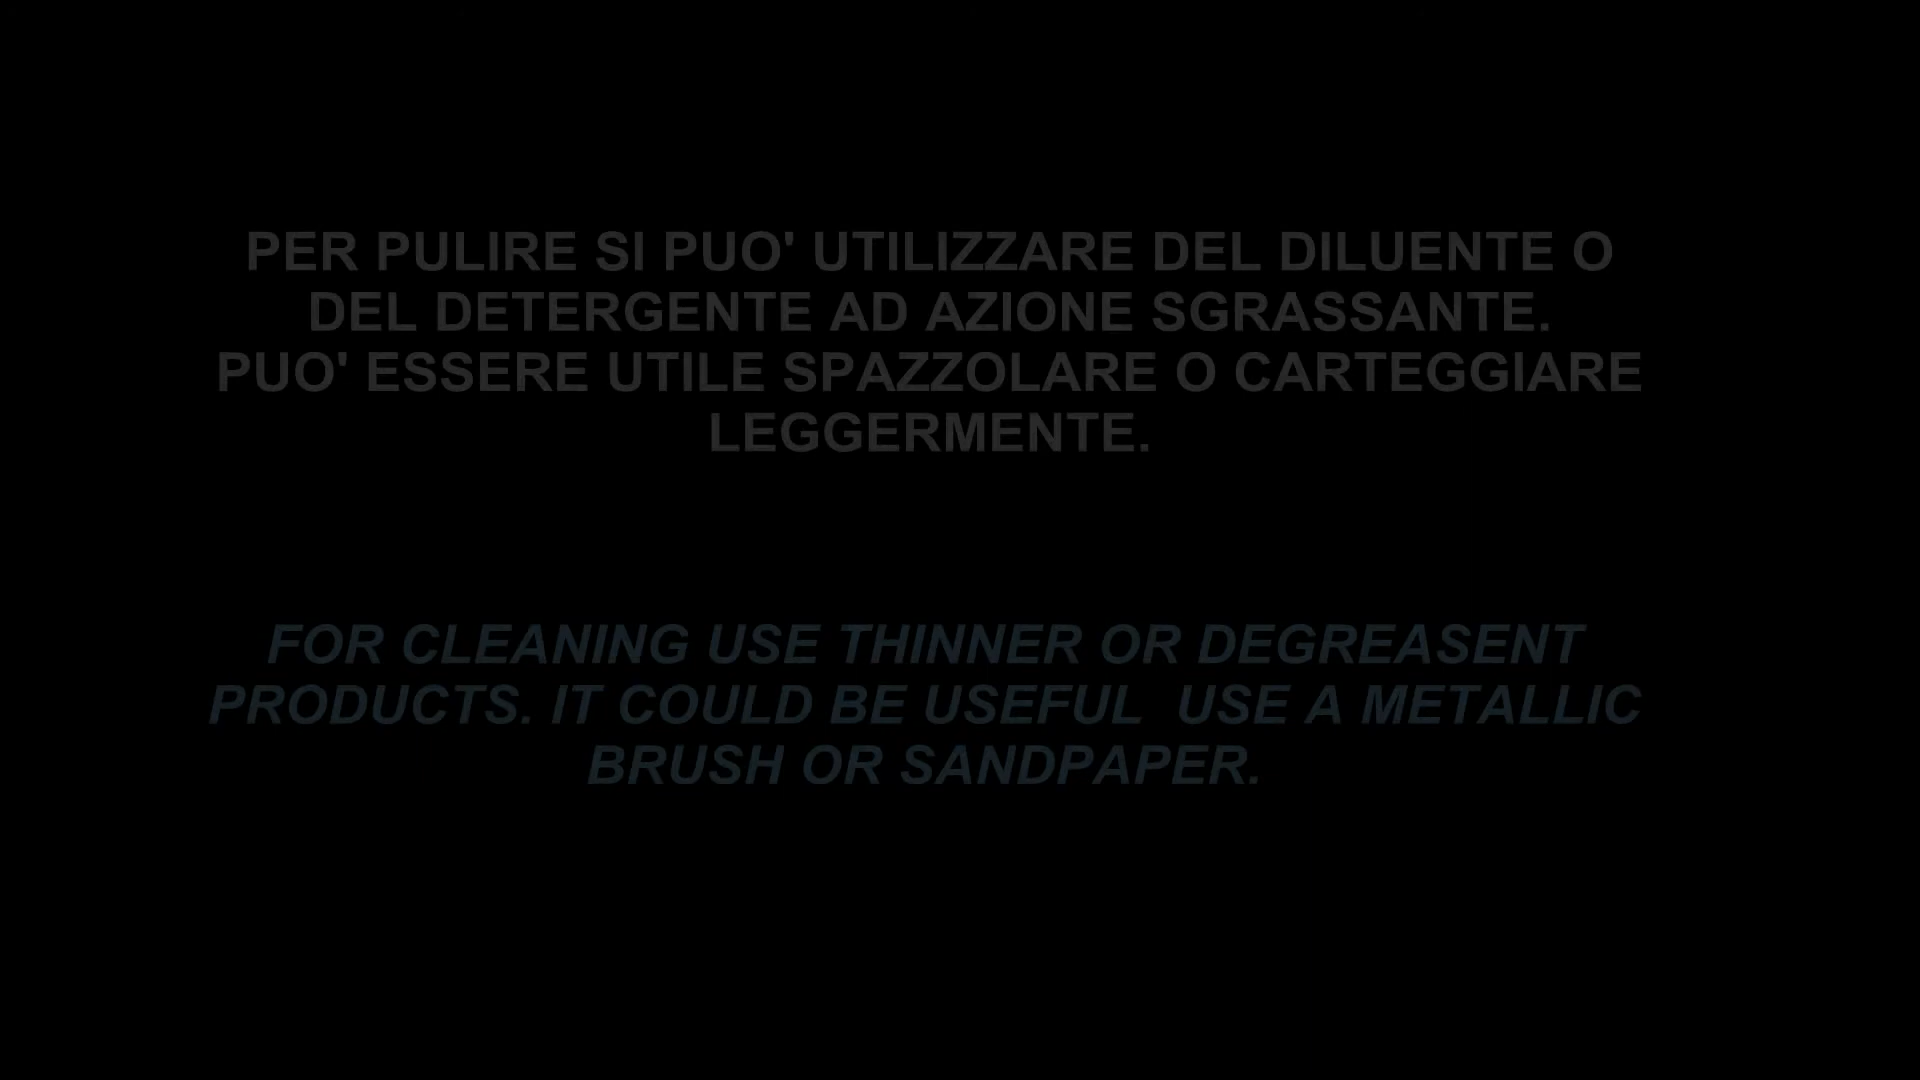 PER PULIRE SI PUO' UTILIZZARE DEL DILUENTE O
DEL DETERGENTE AD AZIONE SGRASSANTE.
PUO' ESSERE UTILE SPAZZOLARE O CARTEGGIARE
LEGGERMENTE.
FOR CLEANING USE THINNER OR DEGREASENT
PRODUCTS. IT COULD BE USEFUL  USE A METALLIC
BRUSH OR SANDPAPER.